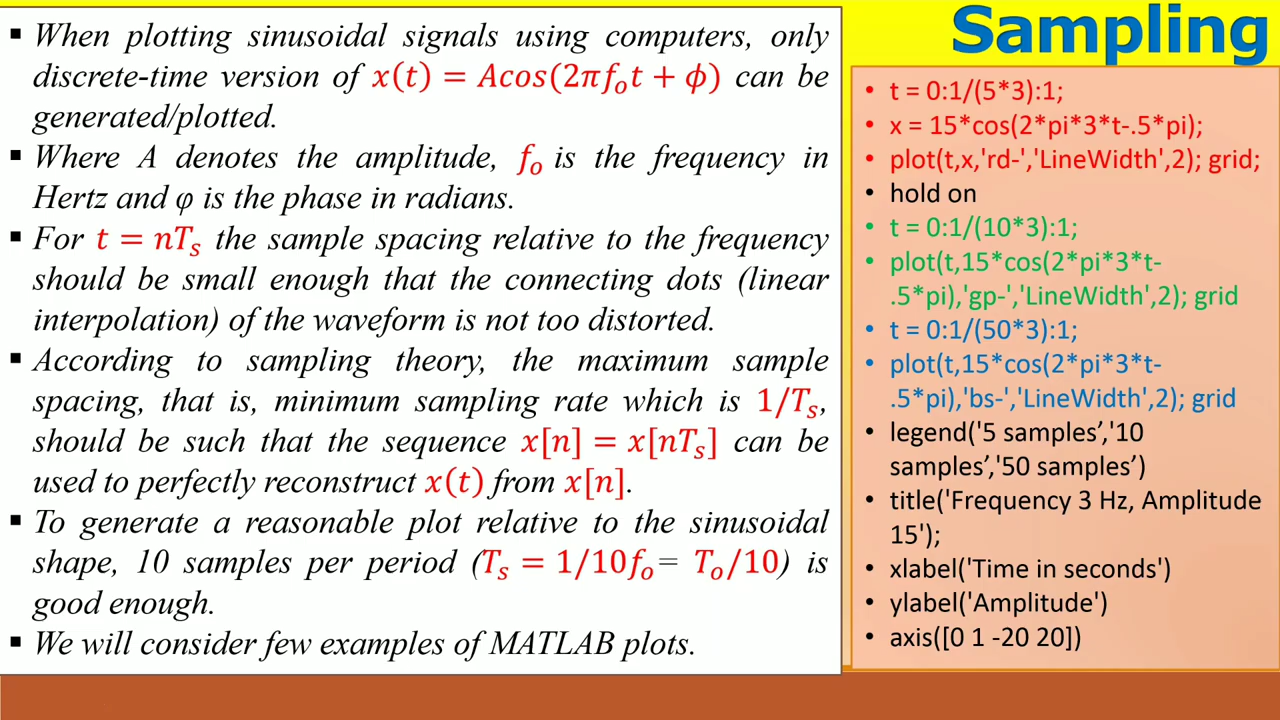 Sampling
▪ When plotting sinusoidal signals using computers, only
discrete-time version of x(t) = Acos(2πfₒt + ϕ) can be
generated/plotted.
▪ Where A denotes the amplitude, fₒ is the frequency in
Hertz and φ is the phase in radians.
▪ For t = nTₛ the sample spacing relative to the frequency
should be small enough that the connecting dots (linear
interpolation) of the waveform is not too distorted.
▪ According to sampling theory, the maximum sample
spacing, that is, minimum sampling rate which is 1/Tₛ,
should be such that the sequence x[n] = x[nTₛ] can be
used to perfectly reconstruct x(t) from x[n].
▪ To generate a reasonable plot relative to the sinusoidal
shape, 10 samples per period (Tₛ = 1/10fₒ= Tₒ/10) is
good enough.
▪ We will consider few examples of MATLAB plots.
• t = 0:1/(5*3):1;
• x = 15*cos(2*pi*3*t-.5*pi);
• plot(t,x,'rd-','LineWidth',2); grid;
• hold on
• t = 0:1/(10*3):1;
• plot(t,15*cos(2*pi*3*t-
.5*pi),'gp-','LineWidth',2); grid
• t = 0:1/(50*3):1;
• plot(t,15*cos(2*pi*3*t-
.5*pi),'bs-','LineWidth',2); grid
• legend('5 samples’,'10
samples’,'50 samples’)
• title('Frequency 3 Hz, Amplitude
15');
• xlabel('Time in seconds')
• ylabel('Amplitude')
• axis([0 1 -20 20])